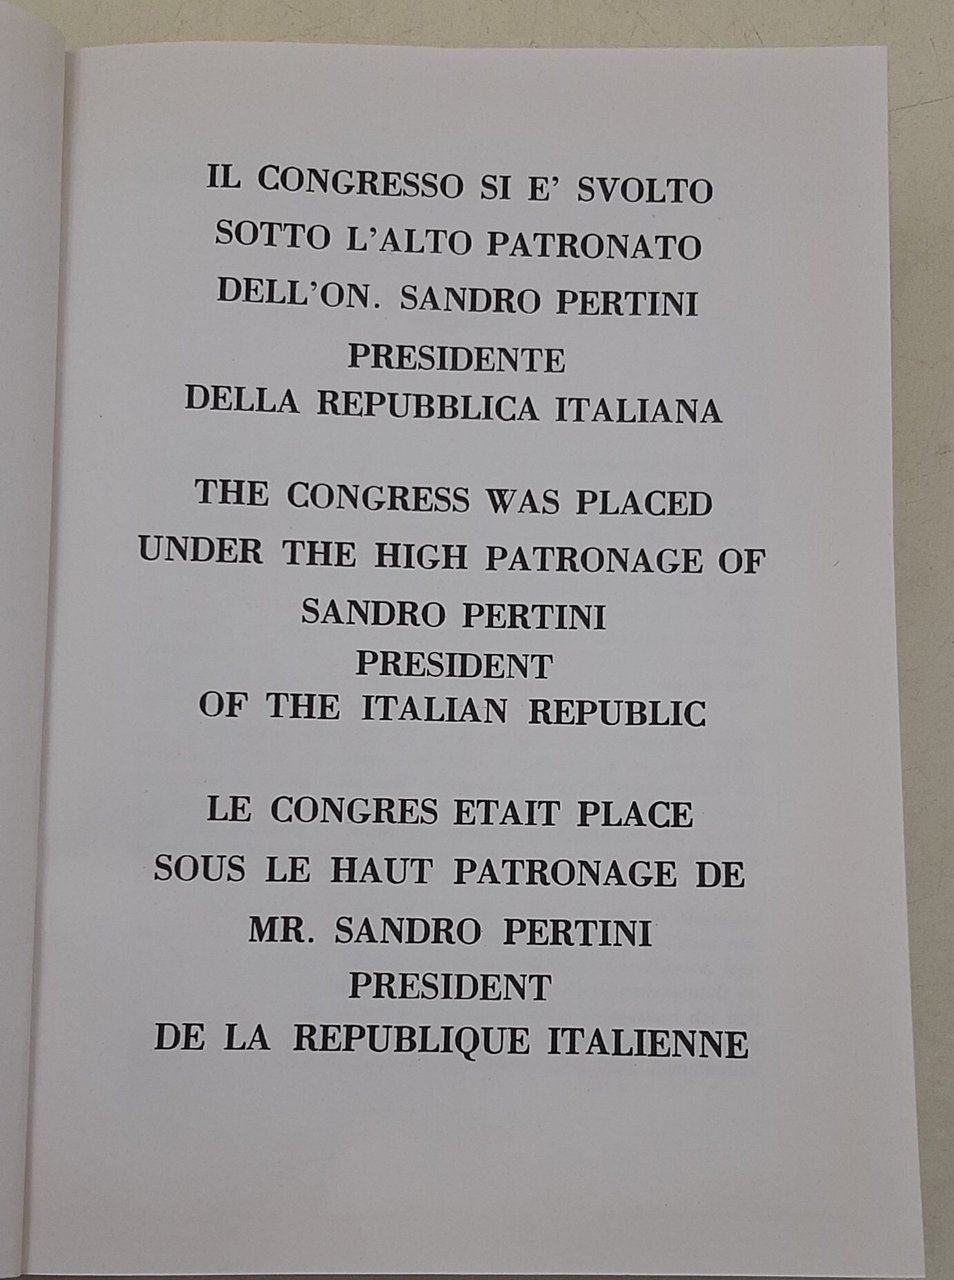 IL CONGRESSO SI E' SVOLTO
SOTTO L'ALTO PATRONATO
DELL'ON. SANDRO PERTINI
PRESIDENTE
DELLA REPUBBLICA ITALIANA
THE CONGRESS WAS PLACED
UNDER THE HIGH PATRONAGE OF
SANDRO PERTINI
PRESIDENT
OF THE ITALIAN REPUBLIC
LE CONGRES ETAIT PLACE
SOUS LE HAUT PATRONAGE DE
MR. SANDRO PERTINI
PRESIDENT
DE LA REPUBLIQUE ITALIENNE